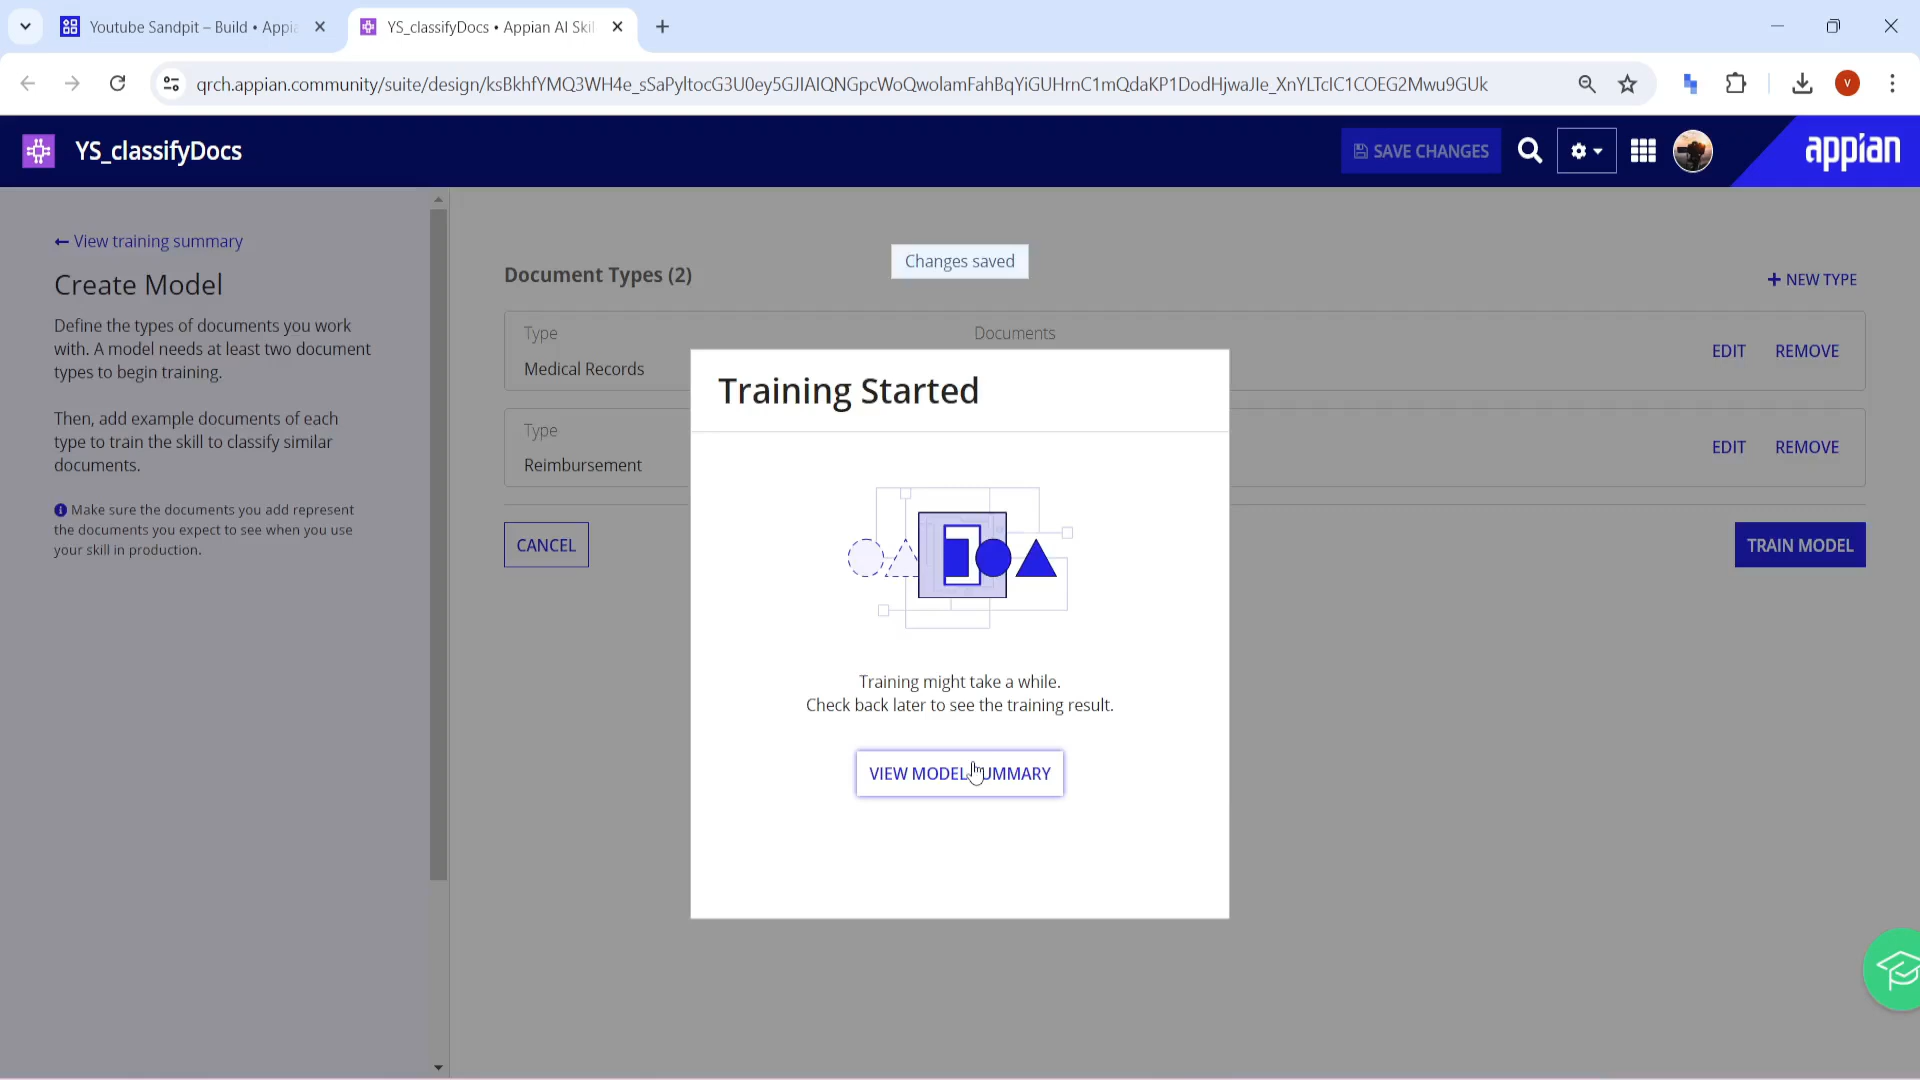 Youtube Sandpit – Build • Appia
YS_classifyDocs • Appian AI Skil
qrch.appian.community/suite/design/ksBkhfYMQ3WH4e_sSaPyltocG3U0ey5GJIAIQNGpcWoQwolamFahBqYiGUHrnC1mQdaKP1DodHjwaJIe_XnYLTcIC1COEG2Mwu9GUk
V
YS_classifyDocs
SAVE CHANGES
appian
← View training summary
Create Model
Define the types of documents you work
with. A model needs at least two document
types to begin training.
Then, add example documents of each
type to train the skill to classify similar
documents.
Make sure the documents you add represent
the documents you expect to see when you use
your skill in production.
Changes saved
Document Types (2)
+ NEW TYPE
Type
Documents
Medical Records
EDIT
REMOVE
Type
Reimbursement
EDIT
REMOVE
CANCEL
TRAIN MODEL
Training Started
Training might take a while.
Check back later to see the training result.
VIEW MODEL SUMMARY